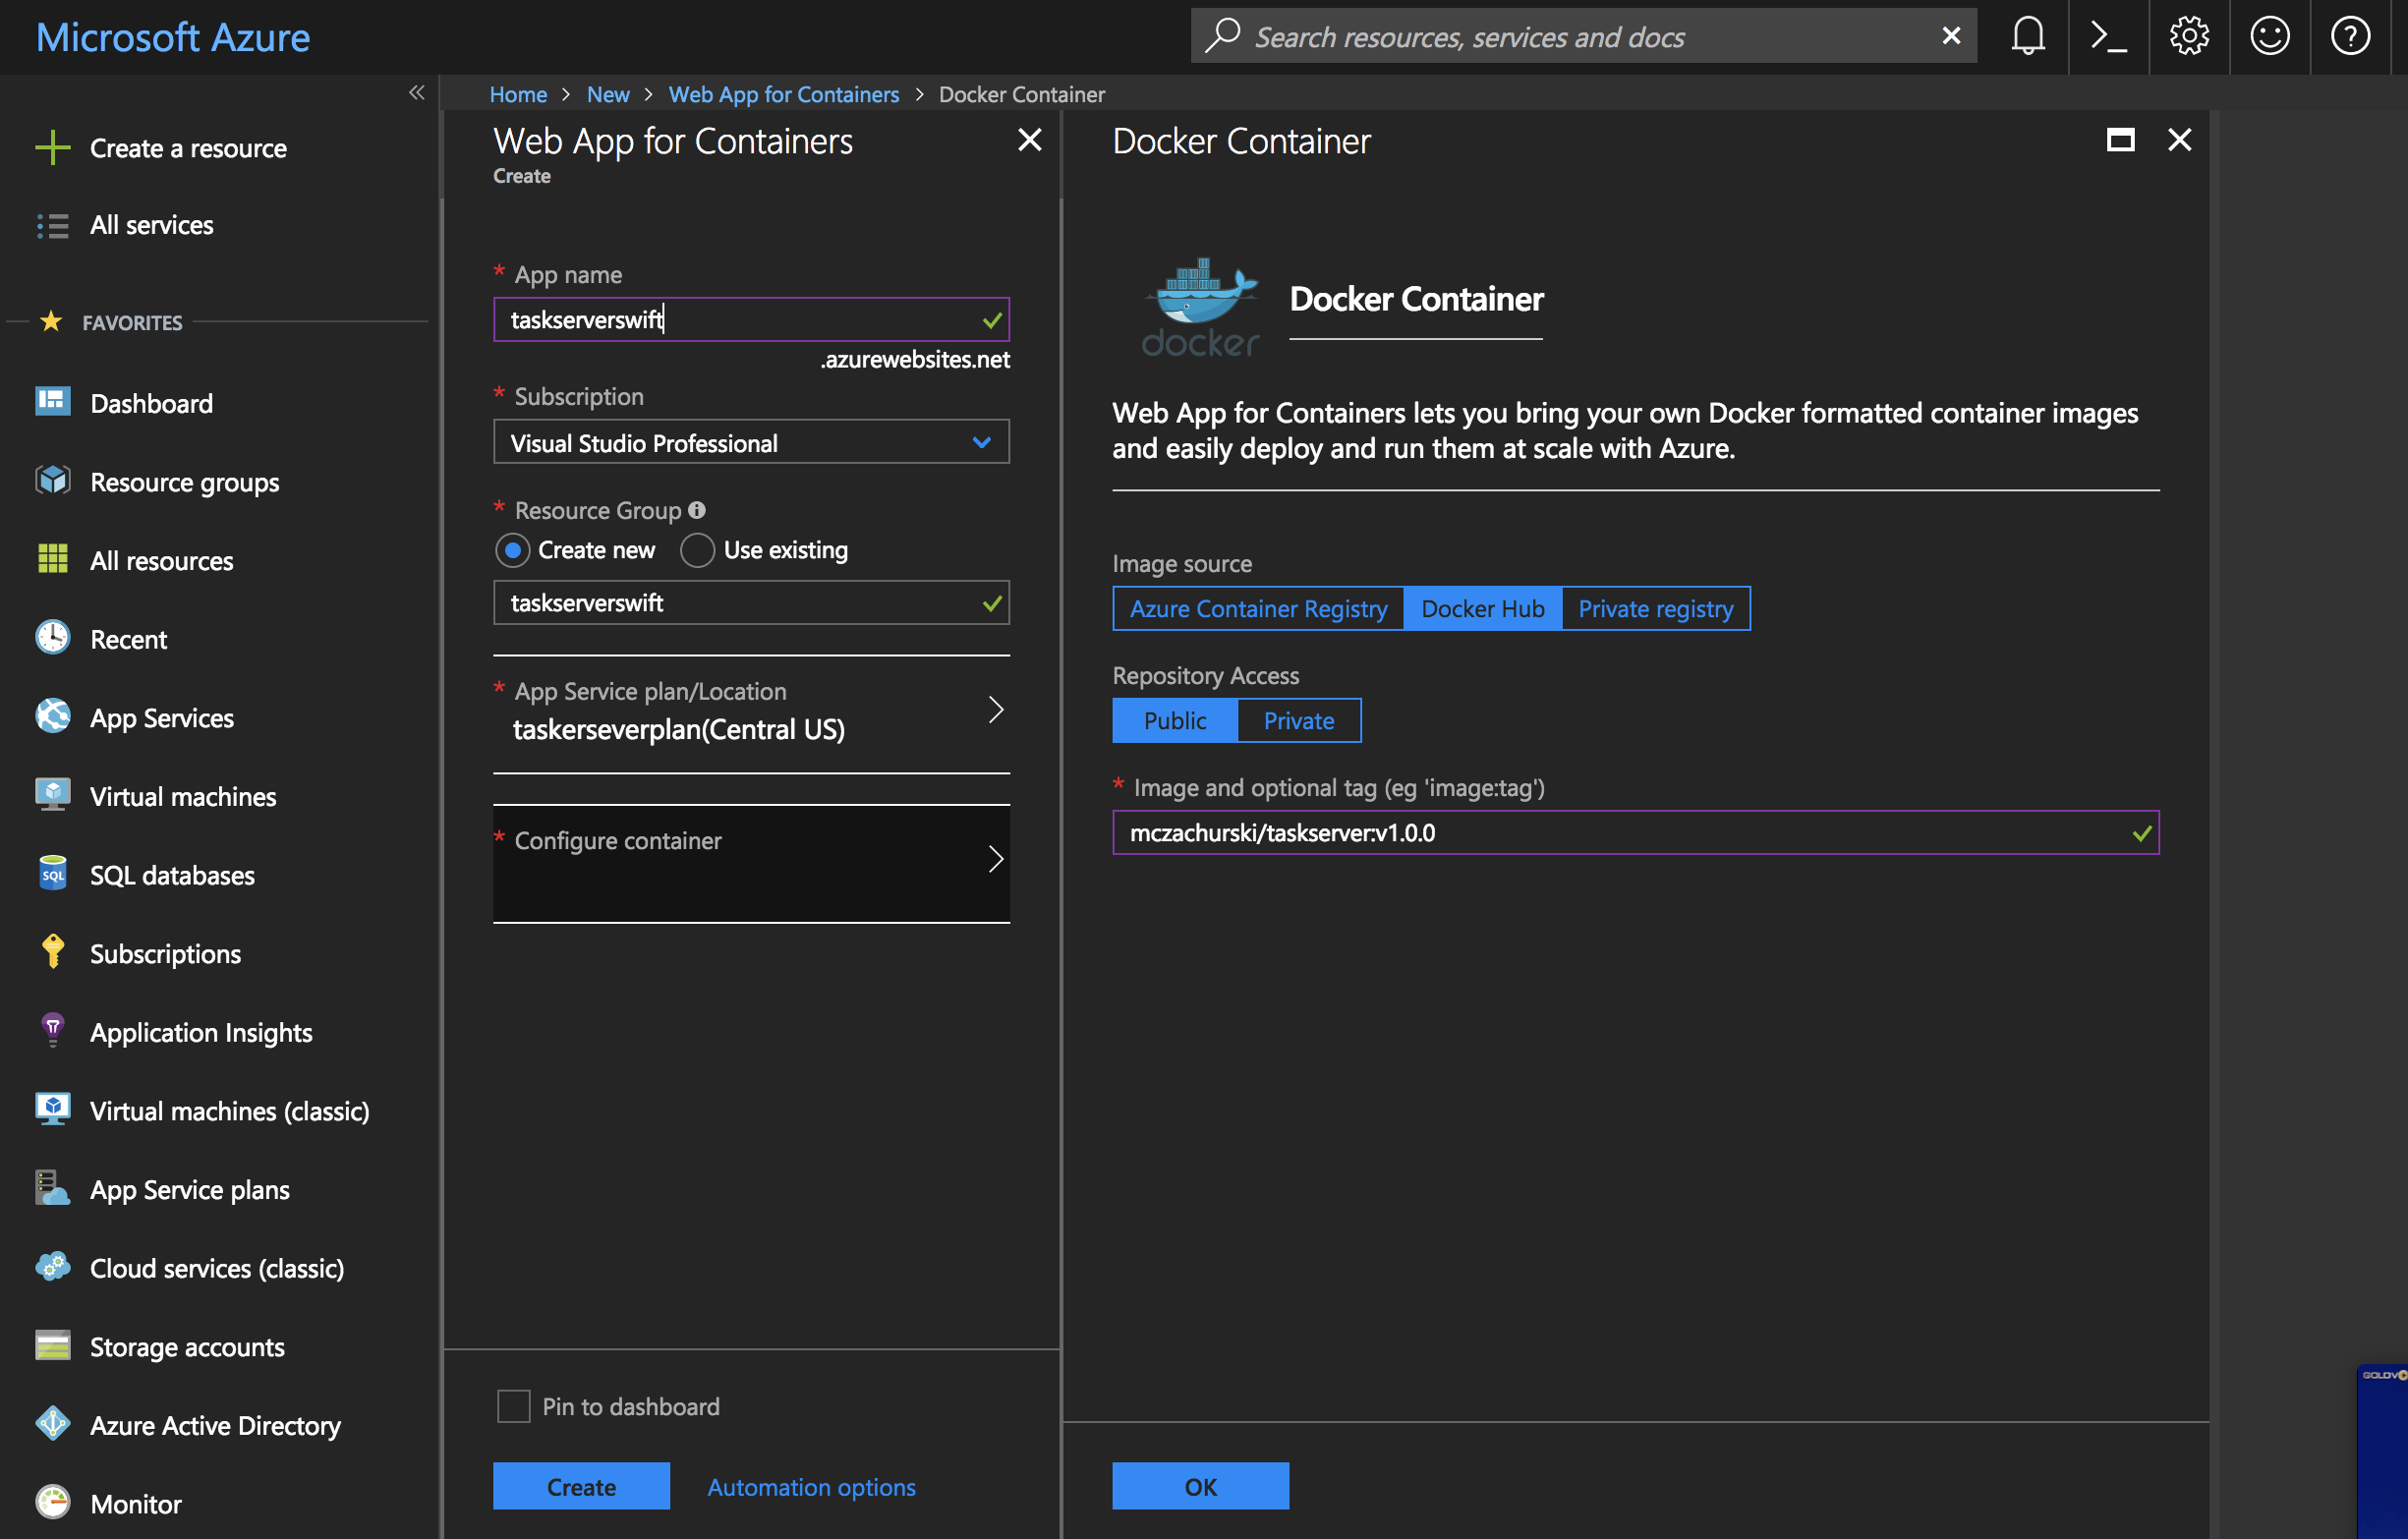 Microsoft Azure
Search resources, services and docs
Home > New > Web App for Containers > Docker Container
Create a resource
All services
FAVORITES
Dashboard
Resource groups
All resources
Recent
App Services
Virtual machines
SQL
SQL databases
Subscriptions
Application Insights
Virtual machines (classic)
App Service plans
Cloud services (classic)
Storage accounts
Azure Active Directory
Monitor
Web App for Containers
Create
* App name
taskserverswift
.azurewebsites.net
* Subscription
Visual Studio Professional
* Resource Group
Create new Use existing
taskserverswift
* App Service plan/Location
taskerseverplan(Central US)
* Configure container
Pin to dashboard
Create Automation options
Docker Container
docker
Docker Container
Web App for Containers lets you bring your own Docker formatted container images
and easily deploy and run them at scale with Azure.
Image source
Azure Container Registry Docker Hub Private registry
Repository Access
Public Private
* Image and optional tag (eg 'image:tag')
mczachurski/taskserver:v1.0.0
OK